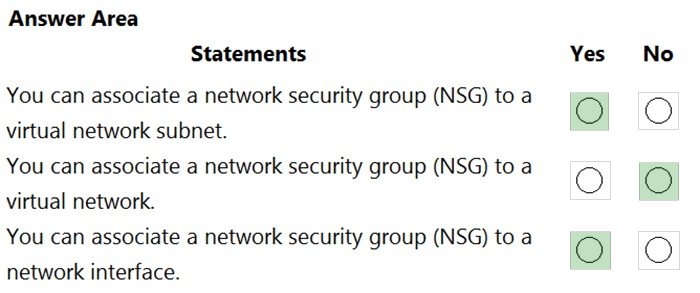 Answer Area
Statements Yes No
You can associate a network security group (NSG) to a
virtual network subnet.
You can associate a network security group (NSG) to a
virtual network.
You can associate a network security group (NSG) to a
network interface.